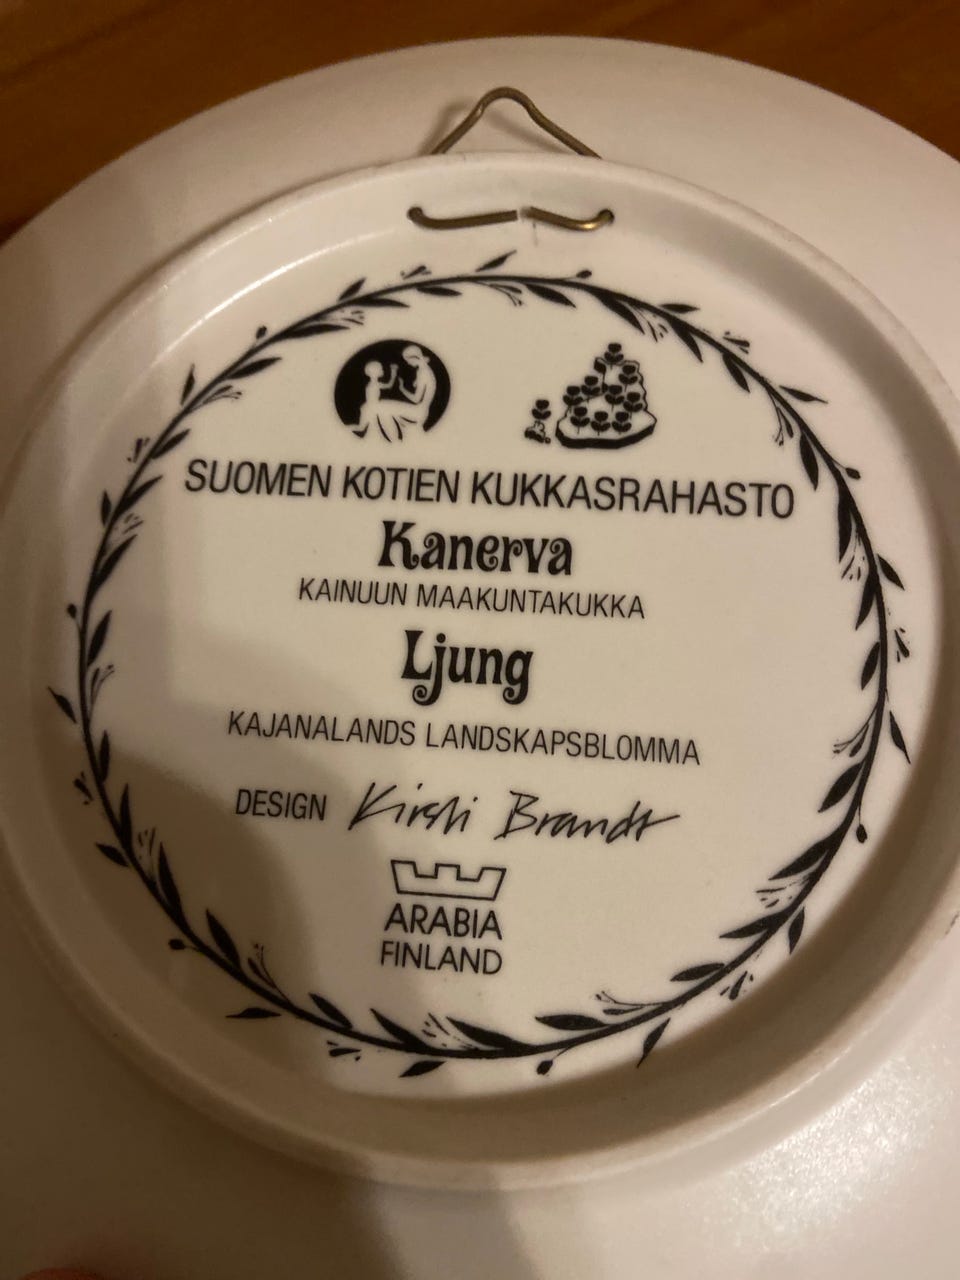 SUOMEN KOTIEN KUKKASRAHASTO
Kanerva
KAINUUN MAAKUNTAKUKKA
Ljung
KAJANALANDS LANDSKAPSBLOMMA
DESIGN Kirsti Brandt
ARABIA
FINLAND